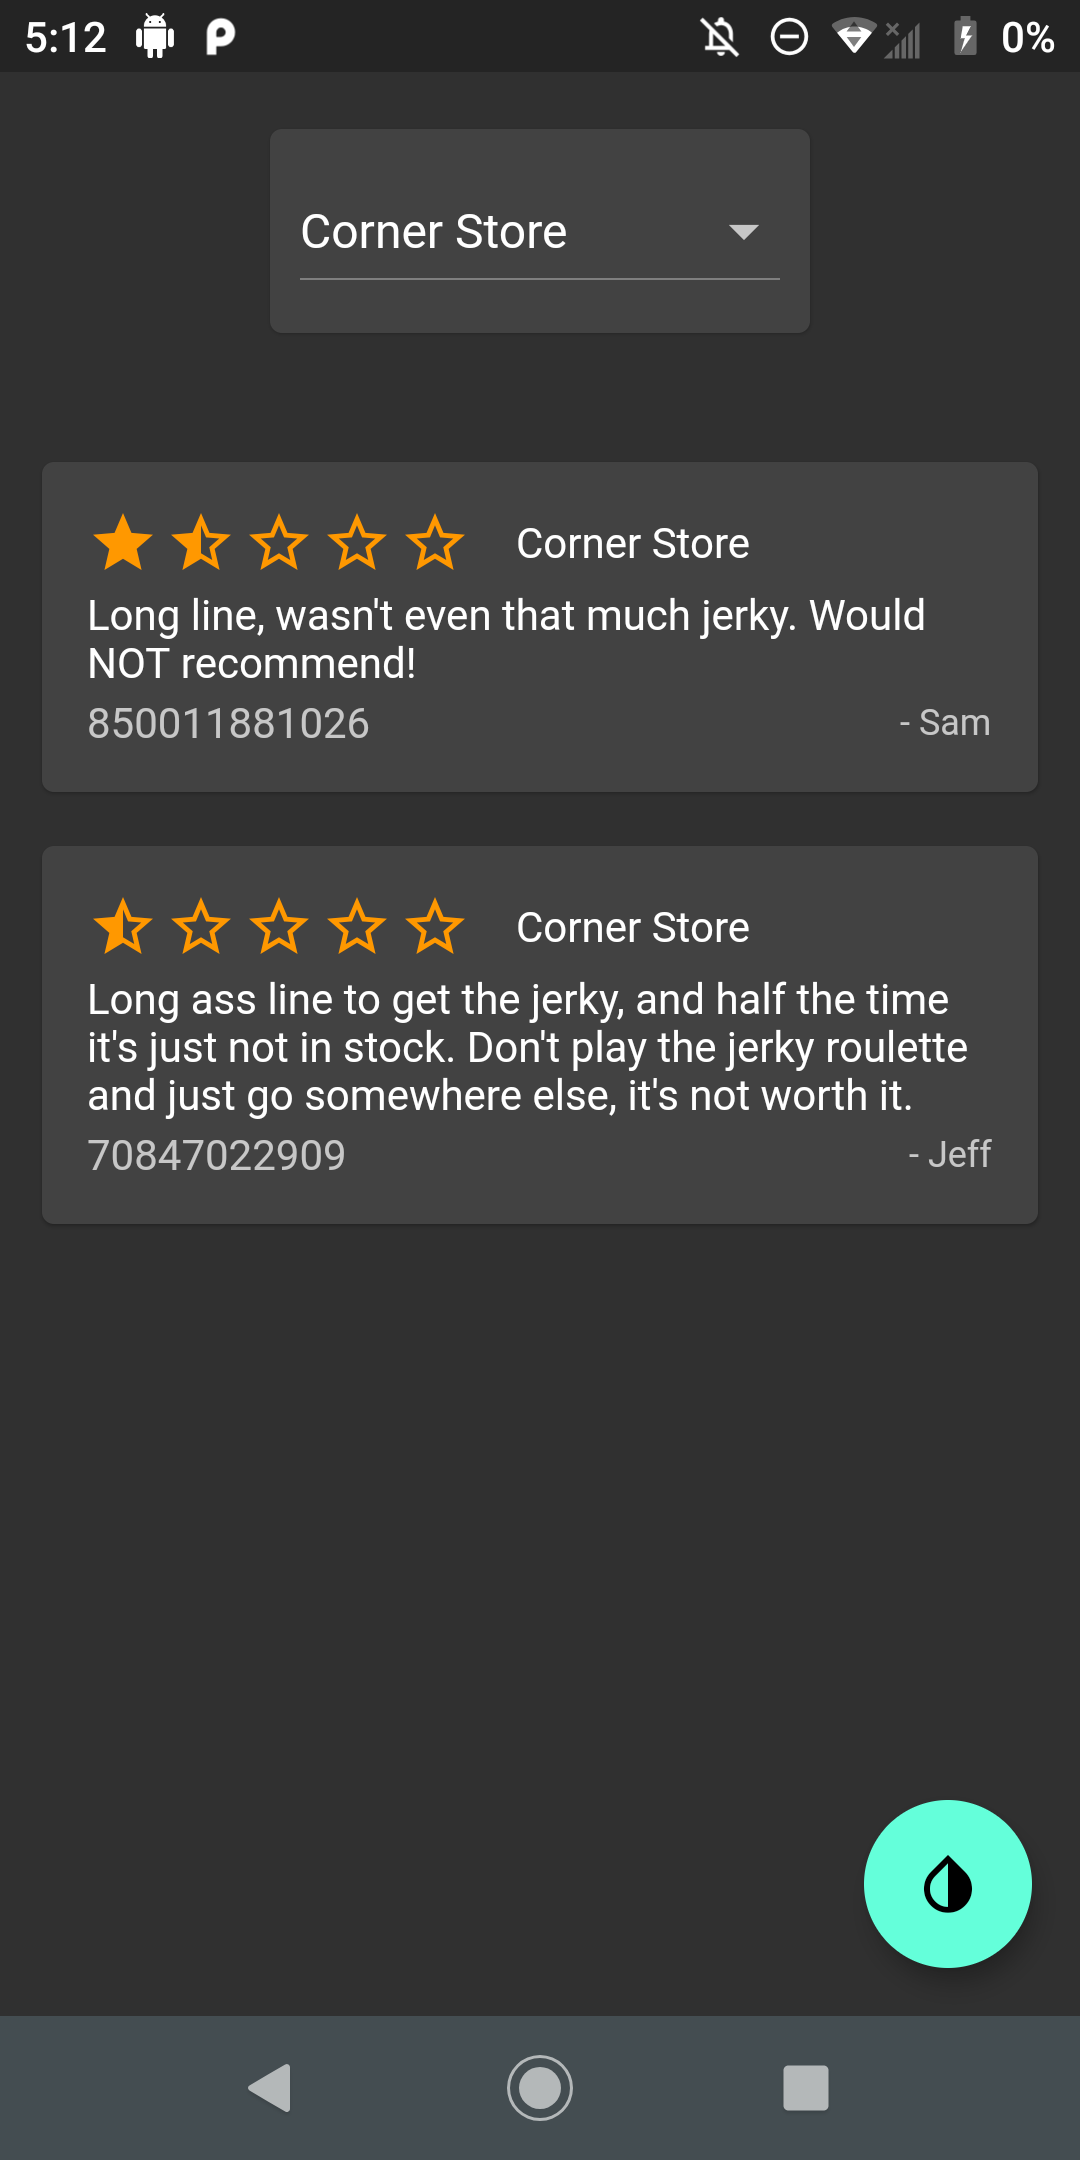 5:12
0%
Corner Store
Corner Store
Long line, wasn't even that much jerky. Would
NOT recommend!
850011881026
- Sam
Corner Store
Long ass line to get the jerky, and half the time
it's just not in stock. Don't play the jerky roulette
and just go somewhere else, it's not worth it.
70847022909
- Jeff